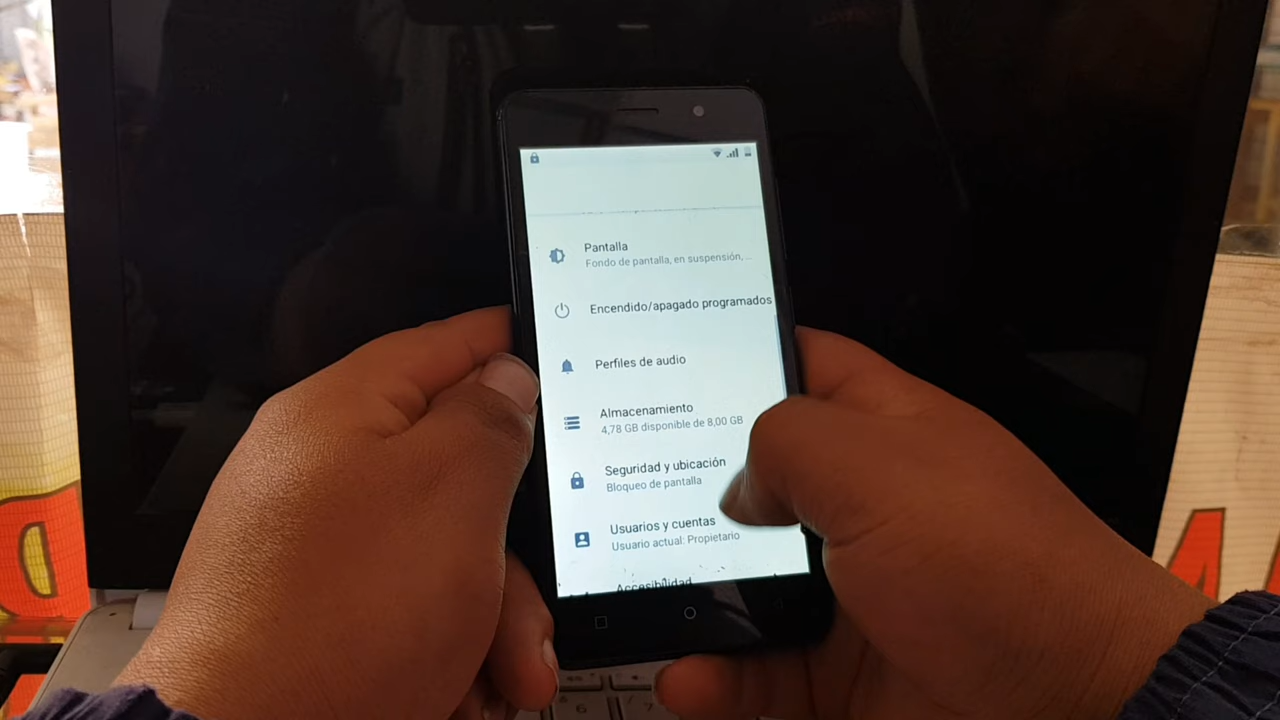 Pantalla
Fondo de pantalla, en suspensión, ...
Encendido/apagado programados
Perfiles de audio
Almacenamiento
4,78 GB disponible de 8,00 GB
Seguridad y ubicación
Bloqueo de pantalla
Usuarios y cuentas
Usuario actual: Propietario
Accesibilidad
6